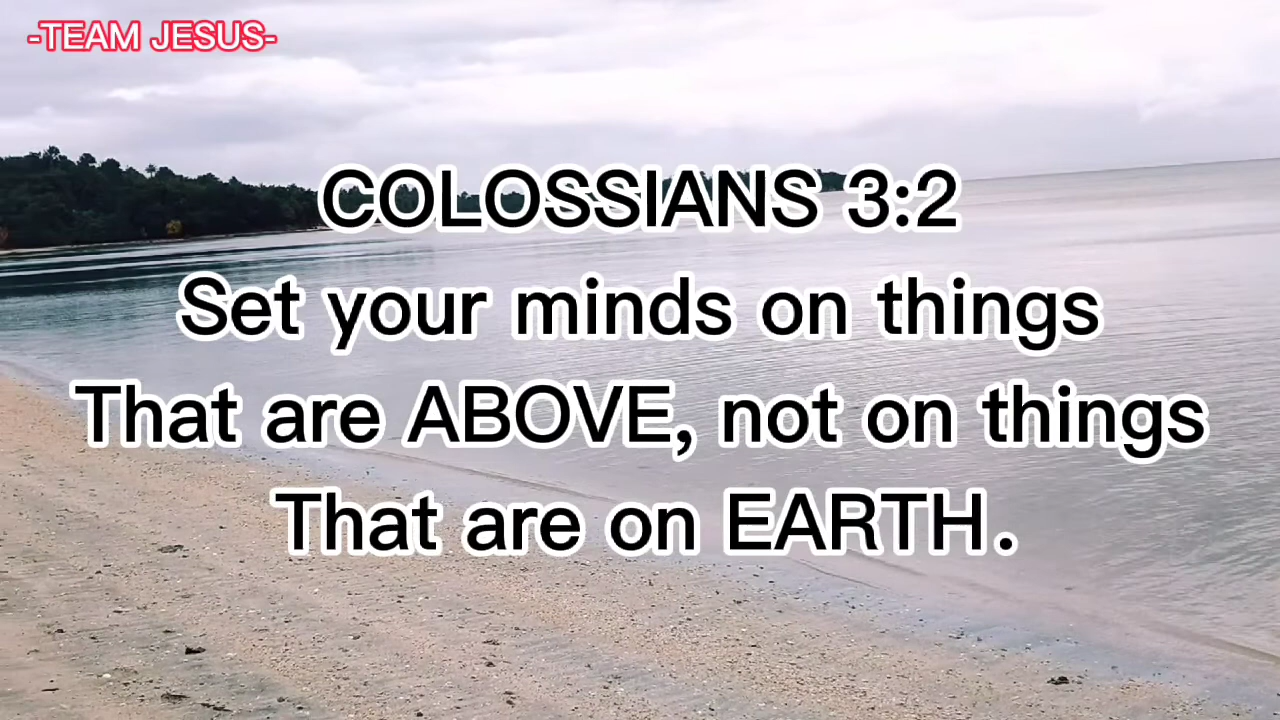 -TEAM JESUS-
COLOSSIANS 3:2
Set your minds on things
That are ABOVE, not on things
That are on EARTH.